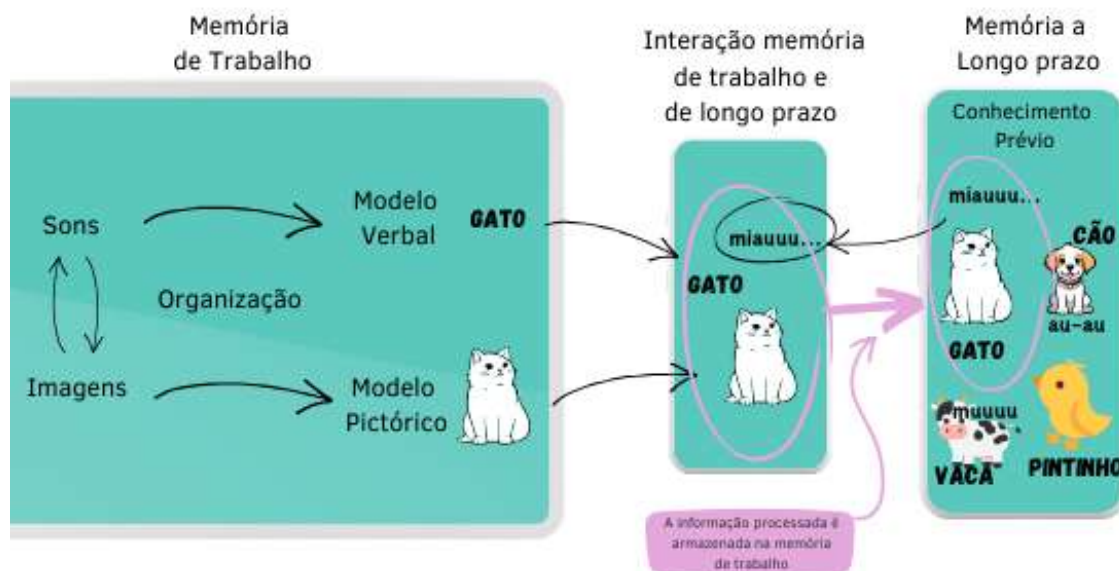 Memória
de Trabalho
Sons
Imagens
Organização
Modelo
Verbal
GATO
Modelo
Pictórico
Interação memória
de trabalho e
de longo prazo
miauuu...
GATO
A informação processada é
armazenada na memória
de trabalho
Memória a
Longo prazo
Conhecimento
Prévio
miauuu...
GATO
CÃO
au-au
muuuu
VACA
PINTINHO